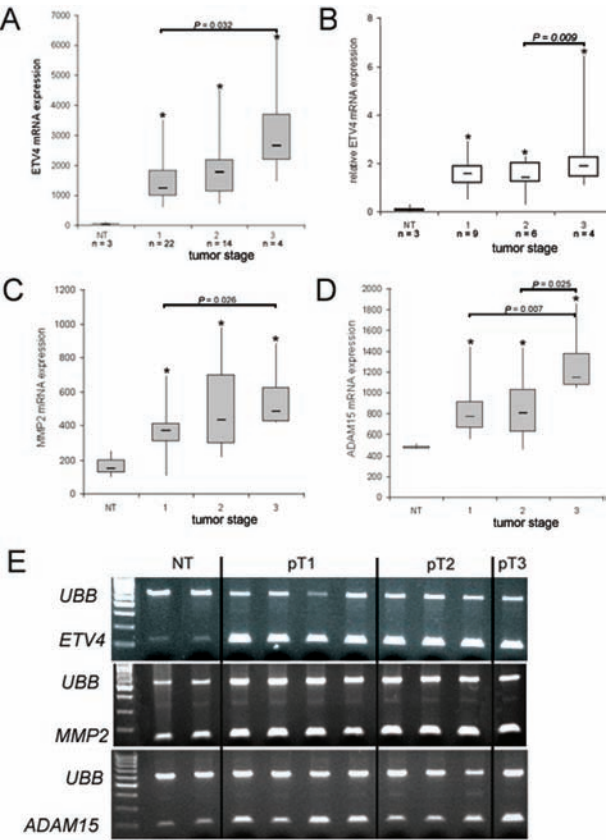 A
P = 0.032
ETV4 mRNA expression
7000
6000
5000
4000
3000
2000
1000
0
*
*
*
NT 1 2 3
n = 3 n = 22 n = 14 n = 4
tumor stage
B
P = 0.009
relative ETV4 mRNA expression
8
6
4
2
0
*
*
*
NT 1 2 3
n = 3 n = 9 n = 6 n = 4
tumor stage
C
P = 0.026
MMP2 mRNA expression
1200
1000
800
600
400
200
0
*
*
*
NT 1 2 3
tumor stage
D
P = 0.025
P = 0.007
ADAM15 mRNA expression
2000
1800
1600
1400
1200
1000
800
600
400
200
0
*
*
*
NT 1 2 3
tumor stage
E
NT pT1 pT2 pT3
UBB
ETV4
UBB
MMP2
UBB
ADAM15